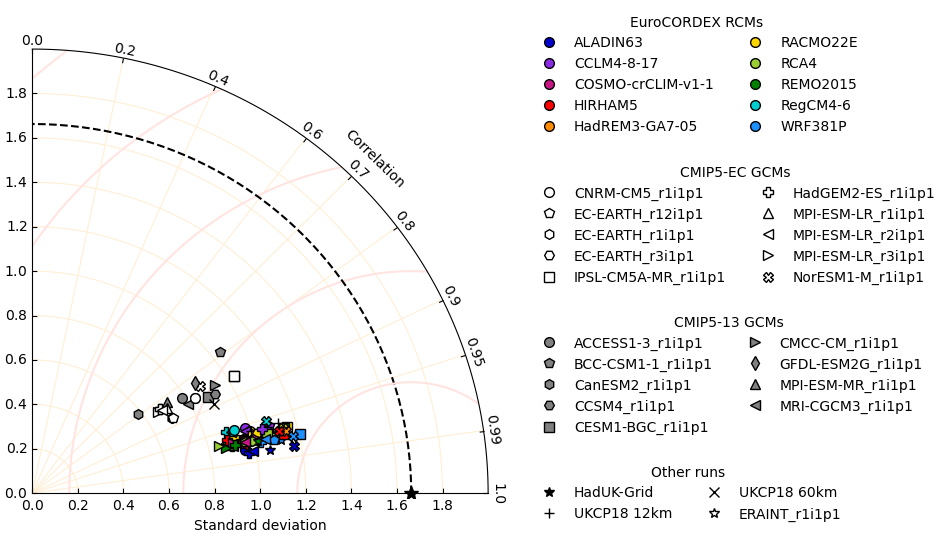 0.0
0.2
0.4
0.6
0.7
0.8
0.9
0.95
0.99
1.0
Correlation
1.8
1.6
1.4
1.2
1.0
0.8
0.6
0.4
0.2
0.0
0.0 0.2 0.4 0.6 0.8 1.0 1.2 1.4 1.6 1.8
Standard deviation
EuroCORDEX RCMs
ALADIN63
CCLM4-8-17
COSMO-crCLIM-v1-1
HIRHAM5
HadREM3-GA7-05
RACMO22E
RCA4
REMO2015
RegCM4-6
WRF381P
CMIP5-EC GCMs
CNRM-CM5_r1i1p1
EC-EARTH_r12i1p1
EC-EARTH_r1i1p1
EC-EARTH_r3i1p1
IPSL-CM5A-MR_r1i1p1
HadGEM2-ES_r1i1p1
MPI-ESM-LR_r1i1p1
MPI-ESM-LR_r2i1p1
MPI-ESM-LR_r3i1p1
NorESM1-M_r1i1p1
CMIP5-13 GCMs
ACCESS1-3_r1i1p1
BCC-CSM1-1_r1i1p1
CanESM2_r1i1p1
CCSM4_r1i1p1
CESM1-BGC_r1i1p1
CMCC-CM_r1i1p1
GFDL-ESM2G_r1i1p1
MPI-ESM-MR_r1i1p1
MRI-CGCM3_r1i1p1
Other runs
HadUK-Grid
UKCP18 12km
UKCP18 60km
ERAINT_r1i1p1